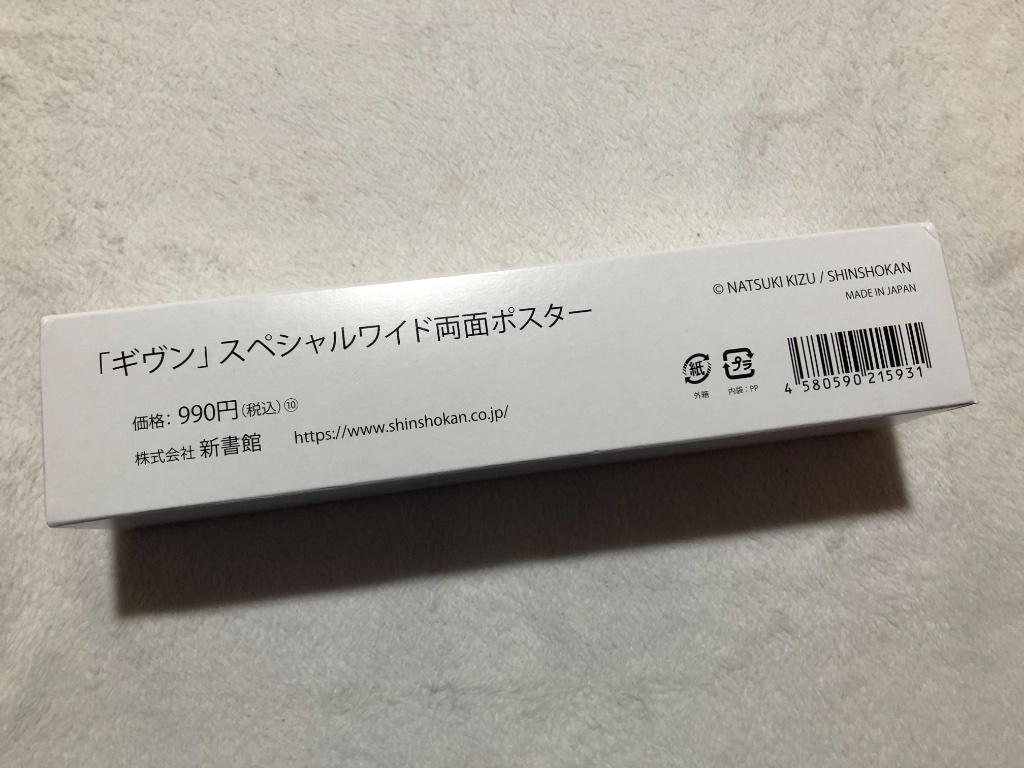 © NATSUKI KIZU / SHINSHOKAN
MADE IN JAPAN
「ギヴン」スペシャルワイド両面ポスター
価格：990円（税込）⑩
株式会社 新書館 https://www.shinshokan.co.jp/
紙
外箱
プラ
内袋：PP
4 580590 215931